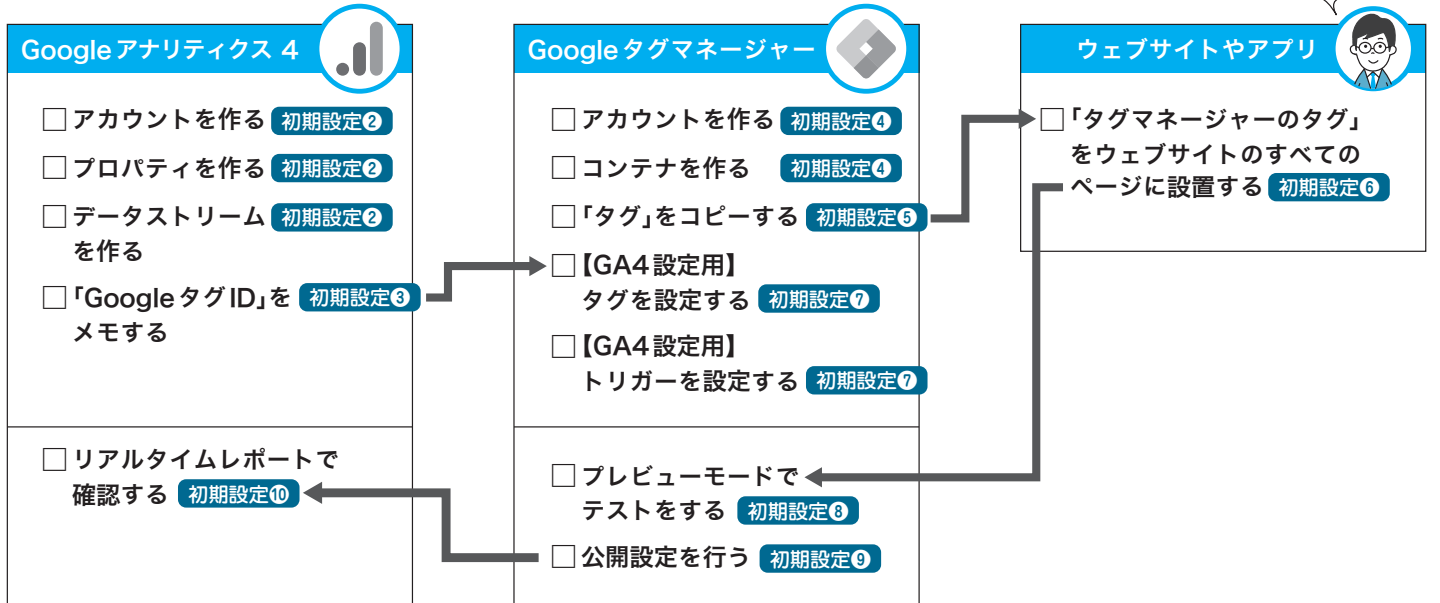 Googleアナリティクス 4
□アカウントを作る 初期設定❷
□プロパティを作る 初期設定❷
□データストリーム 初期設定❷
を作る
□「GoogleタグID」を 初期設定❸
メモする
□リアルタイムレポートで
確認する 初期設定❿
Googleタグマネージャー
□アカウントを作る 初期設定❹
□コンテナを作る 初期設定❹
□「タグ」をコピーする 初期設定❺
□【GA4設定用】
タグを設定する 初期設定❼
□【GA4設定用】
トリガーを設定する 初期設定❼
□プレビューモードで
テストをする 初期設定❽
□公開設定を行う 初期設定❾
ウェブサイトやアプリ
□「タグマネージャーのタグ」
をウェブサイトのすべての
ページに設置する 初期設定❻